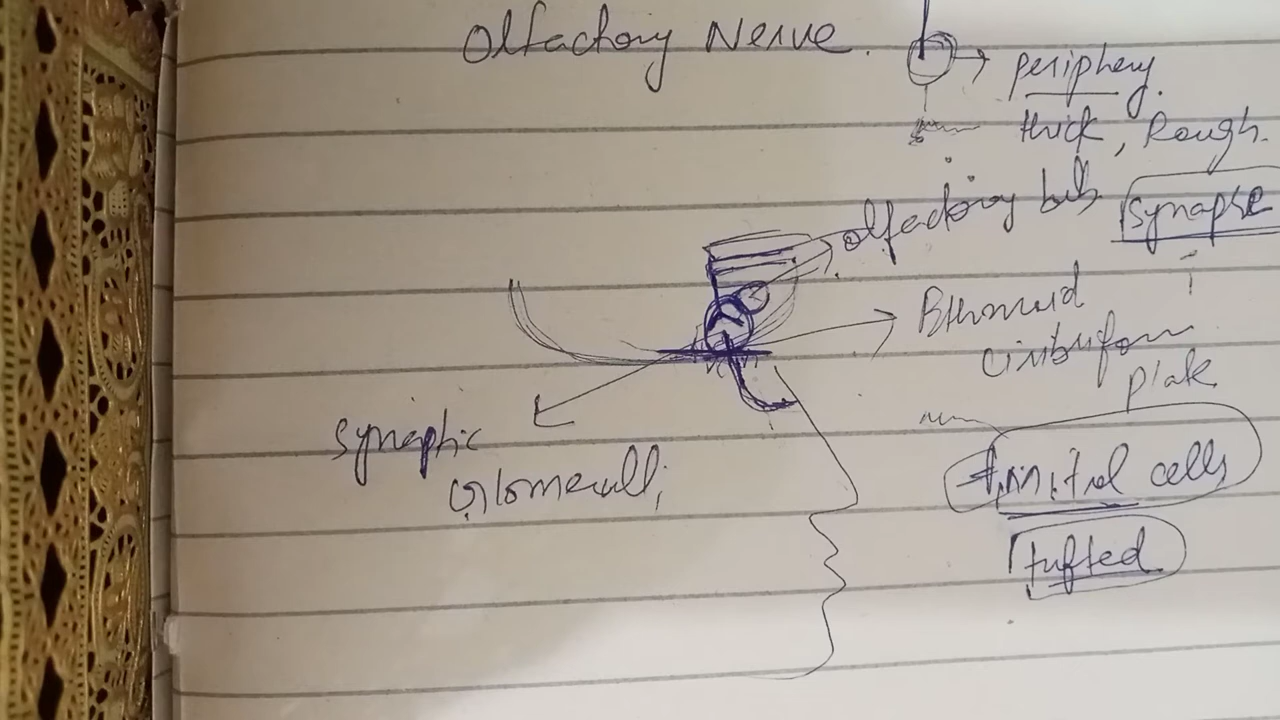 Olfactory Nerve.
periphery.
thick, Rough.
olfactory bulb
Synapse
Ethmoid
cribriform
plate
Synaptic
Glomeruli
mitral cells
tufted